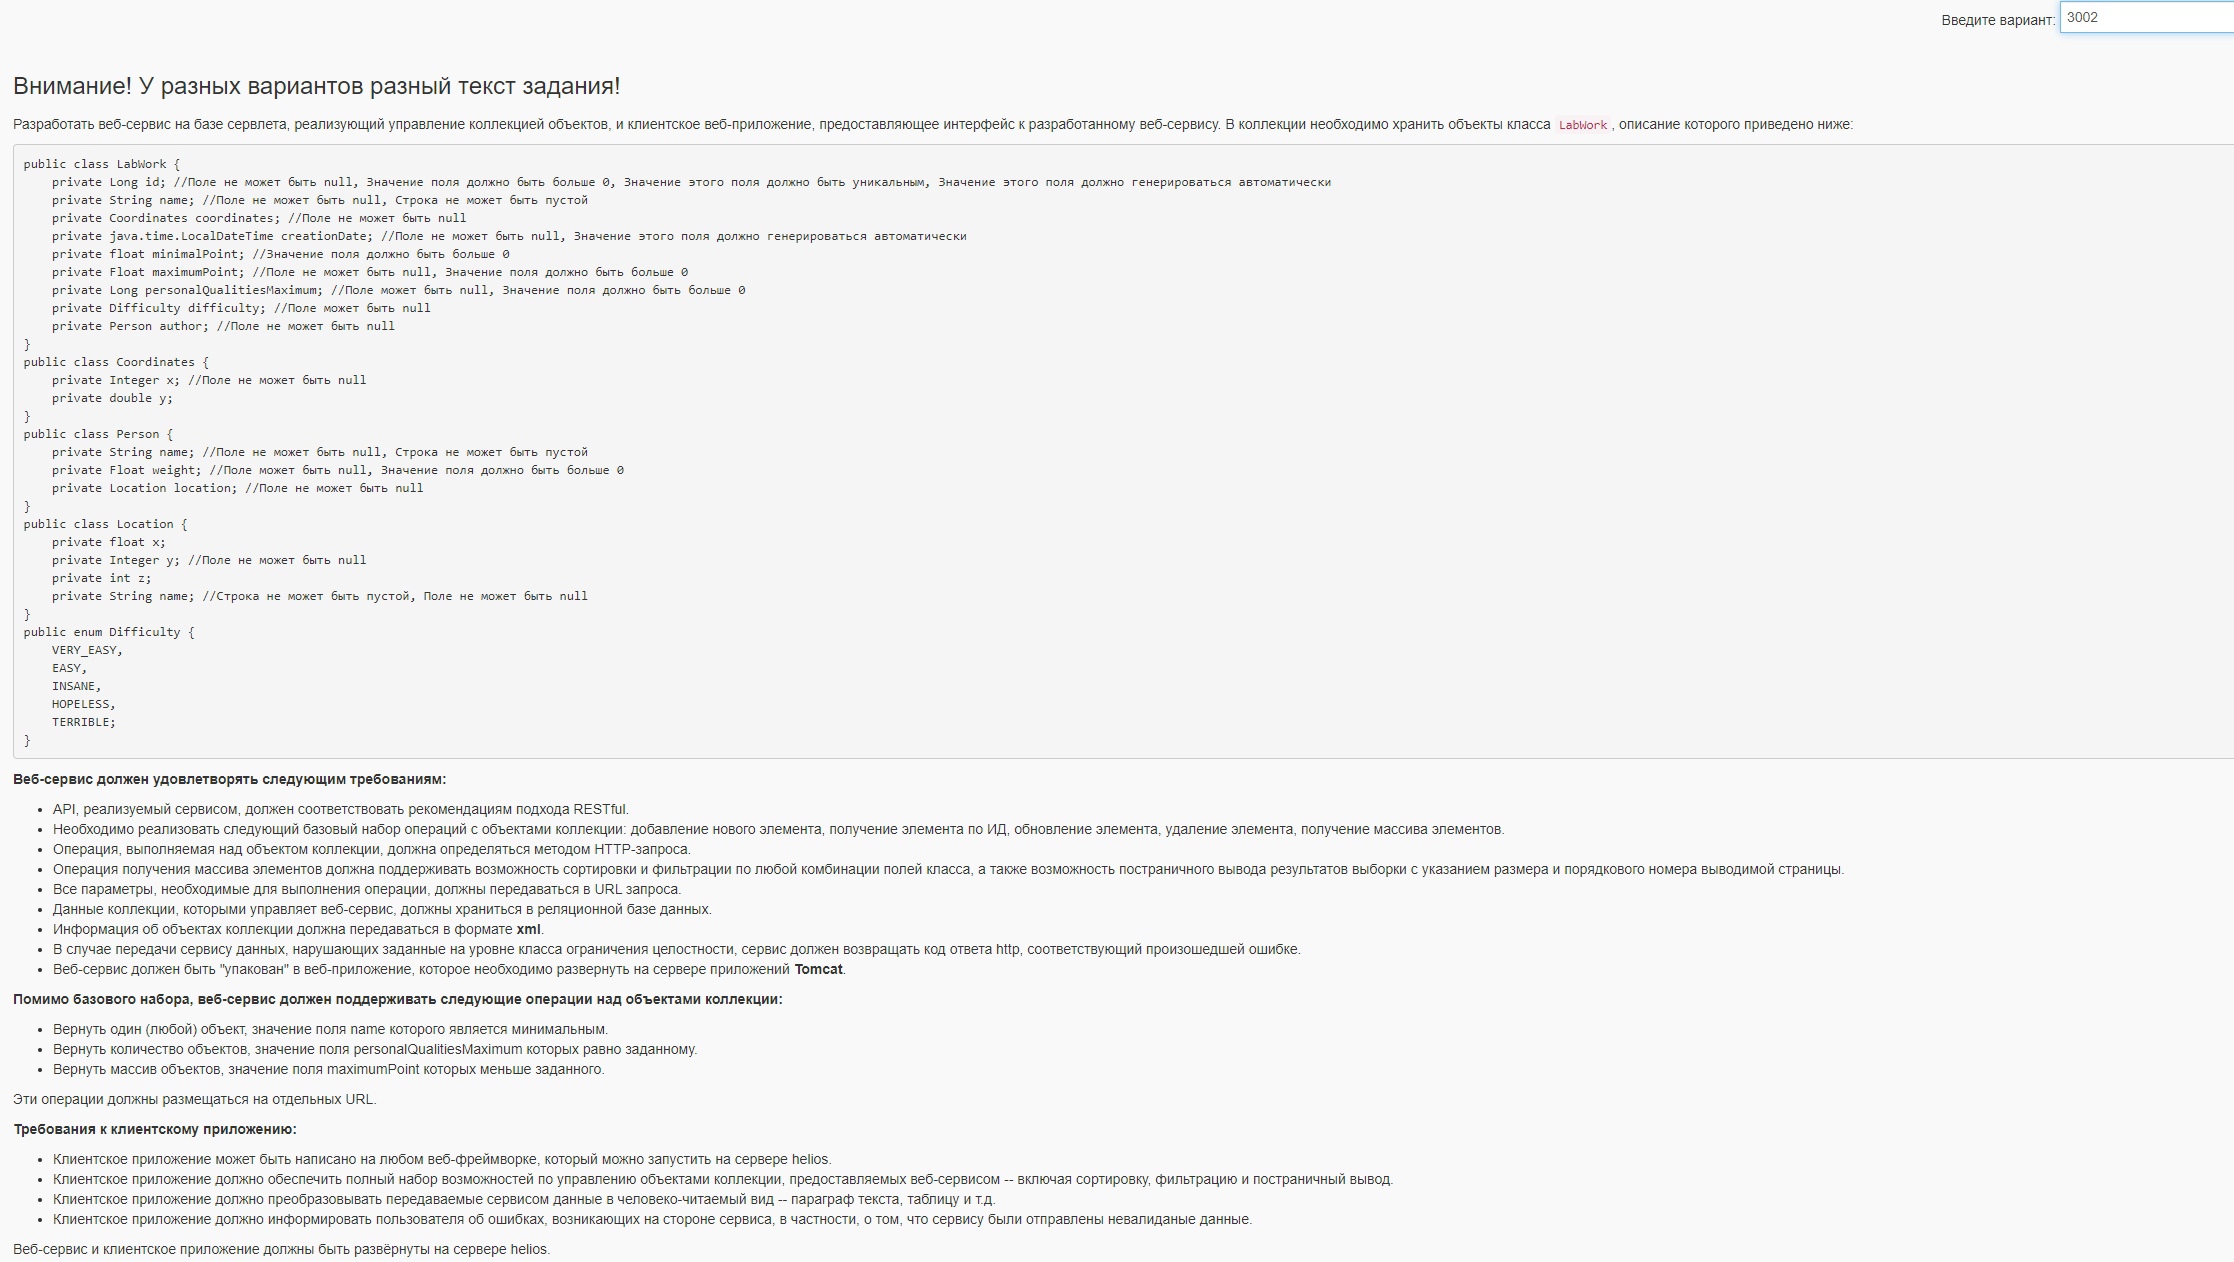 Введите вариант: 3002
Внимание! У разных вариантов разный текст задания!
Разработать веб-сервис на базе сервлета, реализующий управление коллекцией объектов, и клиентское веб-приложение, предоставляющее интерфейс к разработанному веб-сервису. В коллекции необходимо хранить объекты класса LabWork, описание которого приведено ниже:
public class LabWork {
    private Long id; //Поле не может быть null, Значение поля должно быть больше 0, Значение этого поля должно быть уникальным, Значение этого поля должно генерироваться автоматически
    private String name; //Поле не может быть null, Строка не может быть пустой
    private Coordinates coordinates; //Поле не может быть null
    private java.time.LocalDateTime creationDate; //Поле не может быть null, Значение этого поля должно генерироваться автоматически
    private float minimalPoint; //Значение поля должно быть больше 0
    private Float maximumPoint; //Поле не может быть null, Значение поля должно быть больше 0
    private Long personalQualitiesMaximum; //Поле может быть null, Значение поля должно быть больше 0
    private Difficulty difficulty; //Поле может быть null
    private Person author; //Поле не может быть null
}
public class Coordinates {
    private Integer x; //Поле не может быть null
    private double y;
}
public class Person {
    private String name; //Поле не может быть null, Строка не может быть пустой
    private Float weight; //Поле может быть null, Значение поля должно быть больше 0
    private Location location; //Поле не может быть null
}
public class Location {
    private float x;
    private Integer y; //Поле не может быть null
    private int z;
    private String name; //Строка не может быть пустой, Поле не может быть null
}
public enum Difficulty {
    VERY_EASY,
    EASY,
    INSANE,
    HOPELESS,
    TERRIBLE;
}
Веб-сервис должен удовлетворять следующим требованиям:
• API, реализуемый сервисом, должен соответствовать рекомендациям подхода RESTful.
• Необходимо реализовать следующий базовый набор операций с объектами коллекции: добавление нового элемента, получение элемента по ИД, обновление элемента, удаление элемента, получение массива элементов.
• Операция, выполняемая над объектом коллекции, должна определяться методом HTTP-запроса.
• Операция получения массива элементов должна поддерживать возможность сортировки и фильтрации по любой комбинации полей класса, а также возможность постраничного вывода результатов выборки с указанием размера и порядкового номера выводимой страницы.
• Все параметры, необходимые для выполнения операции, должны передаваться в URL запроса.
• Данные коллекции, которыми управляет веб-сервис, должны храниться в реляционной базе данных.
• Информация об объектах коллекции должна передаваться в формате xml.
• В случае передачи сервису данных, нарушающих заданные на уровне класса ограничения целостности, сервис должен возвращать код ответа http, соответствующий произошедшей ошибке.
• Веб-сервис должен быть "упакован" в веб-приложение, которое необходимо развернуть на сервере приложений Tomcat.
Помимо базового набора, веб-сервис должен поддерживать следующие операции над объектами коллекции:
• Вернуть один (любой) объект, значение поля name которого является минимальным.
• Вернуть количество объектов, значение поля personalQualitiesMaximum которых равно заданному.
• Вернуть массив объектов, значение поля maximumPoint которых меньше заданного.
Эти операции должны размещаться на отдельных URL.
Требования к клиентскому приложению:
• Клиентское приложение может быть написано на любом веб-фреймворке, который можно запустить на сервере helios.
• Клиентское приложение должно обеспечить полный набор возможностей по управлению объектами коллекции, предоставляемых веб-сервисом -- включая сортировку, фильтрацию и постраничный вывод.
• Клиентское приложение должно преобразовывать передаваемые сервисом данные в человеко-читаемый вид -- параграф текста, таблицу и т.д.
• Клиентское приложение должно информировать пользователя об ошибках, возникающих на стороне сервиса, в частности, о том, что сервису были отправлены невалиданые данные.
Веб-сервис и клиентское приложение должны быть развёрнуты на сервере helios.